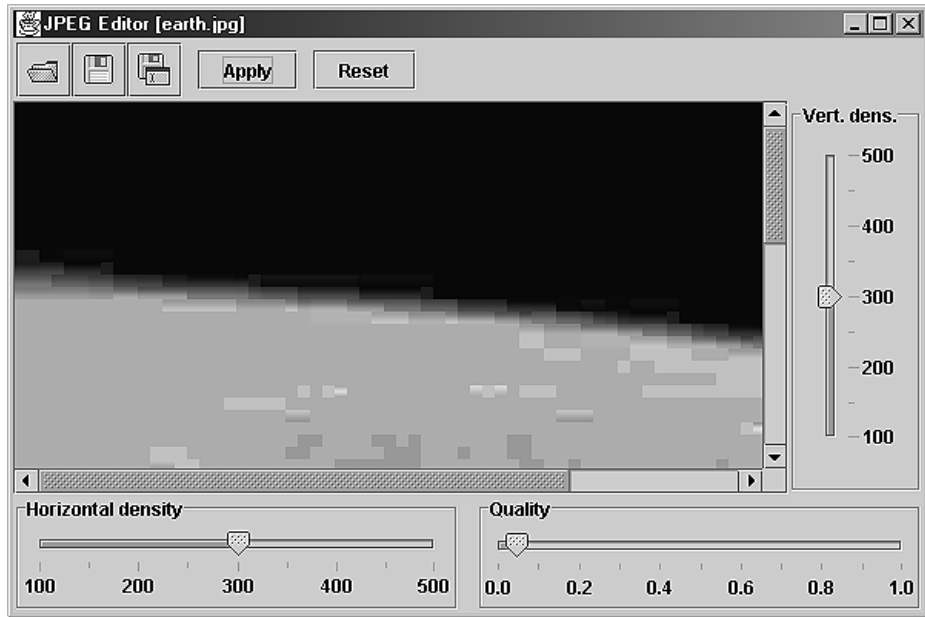 JPEG Editor [earth.jpg]
Apply Reset
Vert. dens.
500
400
300
200
100
Horizontal density
100 200 300 400 500
Quality
0.0 0.2 0.4 0.6 0.8 1.0